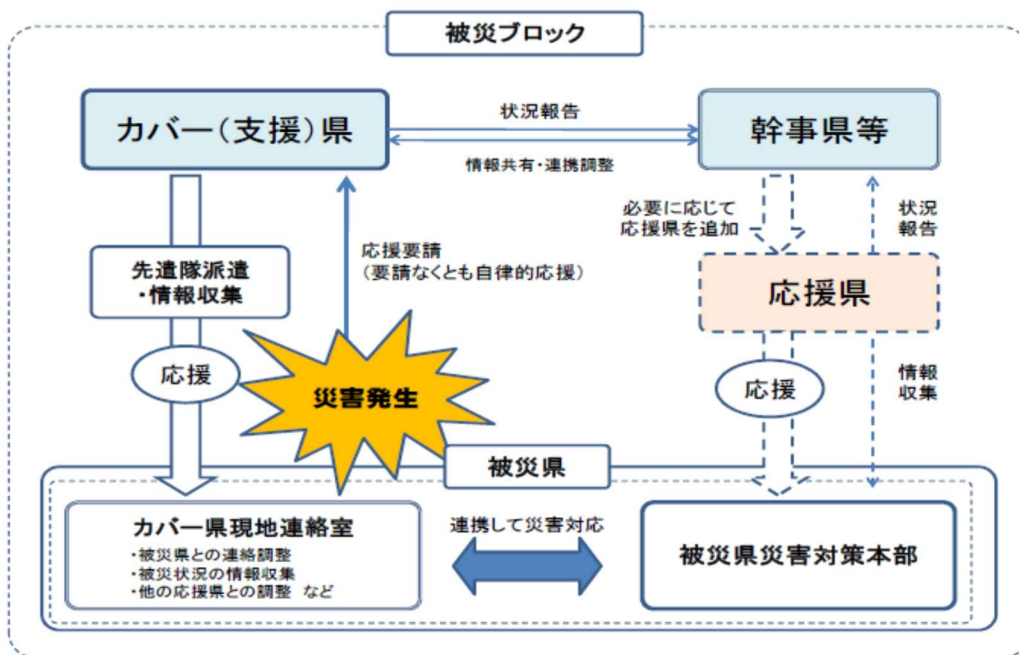 被災ブロック
カバー(支援)県
状況報告
情報共有・連携調整
幹事県等
必要に応じて
応援県を追加
状況
報告
応援要請
(要請なくとも自律的応援)
先遣隊派遣
・情報収集
応援県
応援
災害発生
応援
情報
収集
被災県
カバー県現地連絡室
・被災県との連絡調整
・被災状況の情報収集
・他の応援県との調整 など
連携して災害対応
被災県災害対策本部